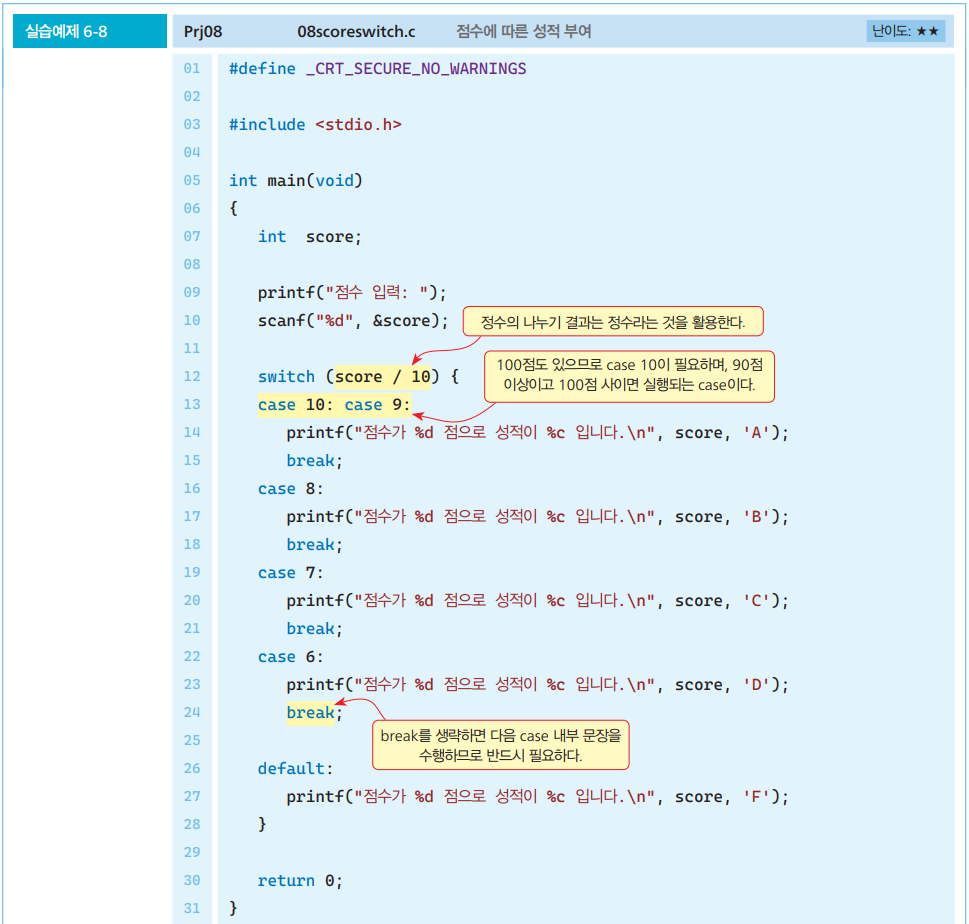 실습예제 6-8 Prj08 08scoreswitch.c 점수에 따른 성적 부여 난이도: ★★
01 #define _CRT_SECURE_NO_WARNINGS
02
03 #include <stdio.h>
04
05 int main(void)
06 {
07 int score;
08
09 printf("점수 입력: ");
10 scanf("%d", &score);
정수의 나누기 결과는 정수라는 것을 활용한다.
11
100점도 있으므로 case 10이 필요하며, 90점
이상이고 100점 사이면 실행되는 case이다.
12 switch (score / 10) {
13 case 10: case 9:
14 printf("점수가 %d 점으로 성적이 %c 입니다.\n", score, 'A');
15 break;
16 case 8:
17 printf("점수가 %d 점으로 성적이 %c 입니다.\n", score, 'B');
18 break;
19 case 7:
20 printf("점수가 %d 점으로 성적이 %c 입니다.\n", score, 'C');
21 break;
22 case 6:
23 printf("점수가 %d 점으로 성적이 %c 입니다.\n", score, 'D');
24 break;
25
break를 생략하면 다음 case 내부 문장을
수행하므로 반드시 필요하다.
26 default:
27 printf("점수가 %d 점으로 성적이 %c 입니다.\n", score, 'F');
28 }
29
30 return 0;
31 }